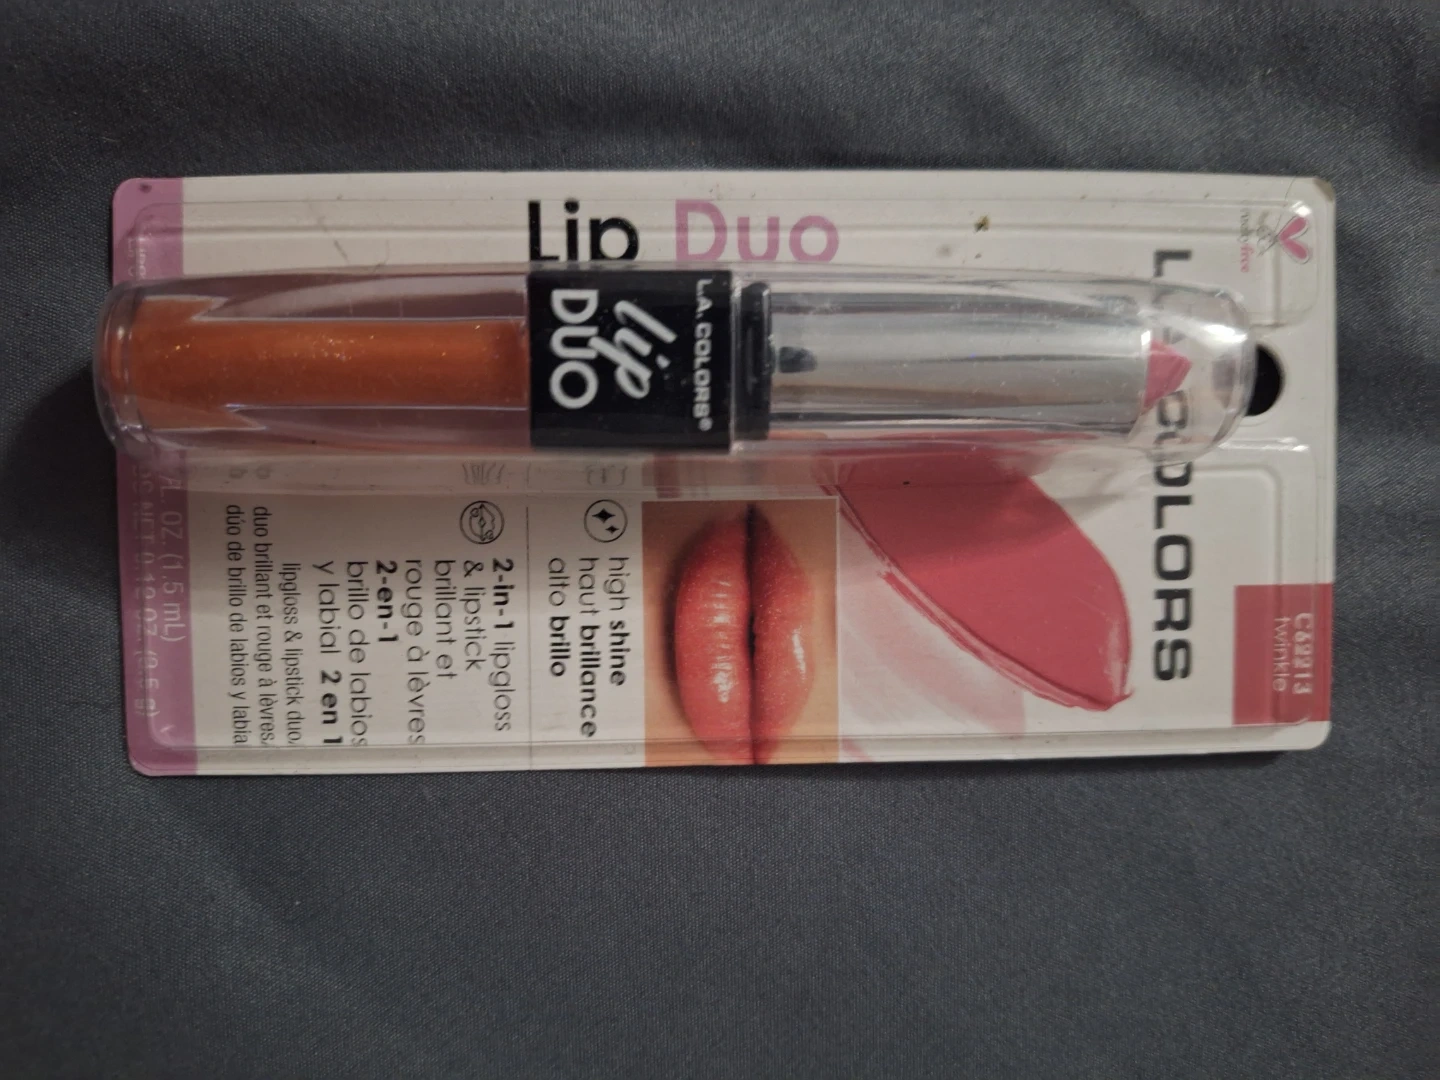 C62213
twinkle
L.A. COLORS
Lip Duo
L.A. COLORS®
lip
DUO
high shine
haut brillance
alto brillo
2-in-1 lipgloss
& lipstick
brillant et
rouge à lèvres
2-en-1
brillo de labios
y labial 2 en 1
lipgloss & lipstick duo/
duo brillant et rouge à lèvres/
dúo de brillo de labios y labial
FL. OZ. (1.5 mL)